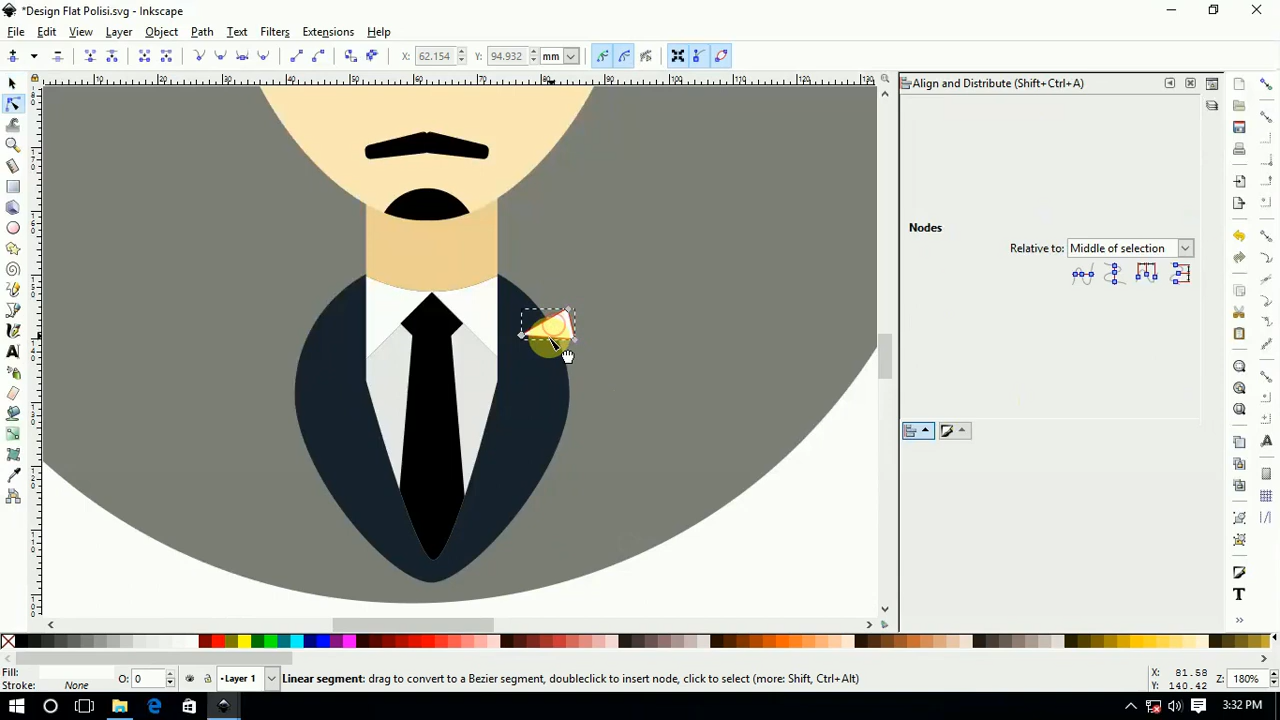 *Design Flat Polisi.svg - Inkscape
File Edit View Layer Object Path Text Filters Extensions Help
X: 62.154 Y: 94.932 mm
Align and Distribute (Shift+Ctrl+A)
Nodes
Relative to: Middle of selection
Fill:
Stroke: None
O: 0
Layer 1
Linear segment: drag to convert to a Bezier segment, doubleclick to insert node, click to select (more: Shift, Ctrl+Alt)
X: 81.58
Y: 140.42
Z: 180%
3:32 PM